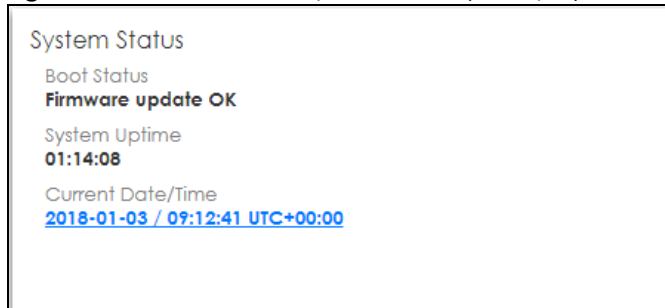 System Status
Boot Status
Firmware update OK
System Uptime
01:14:08
Current Date/Time
2018-01-03 / 09:12:41 UTC+00:00